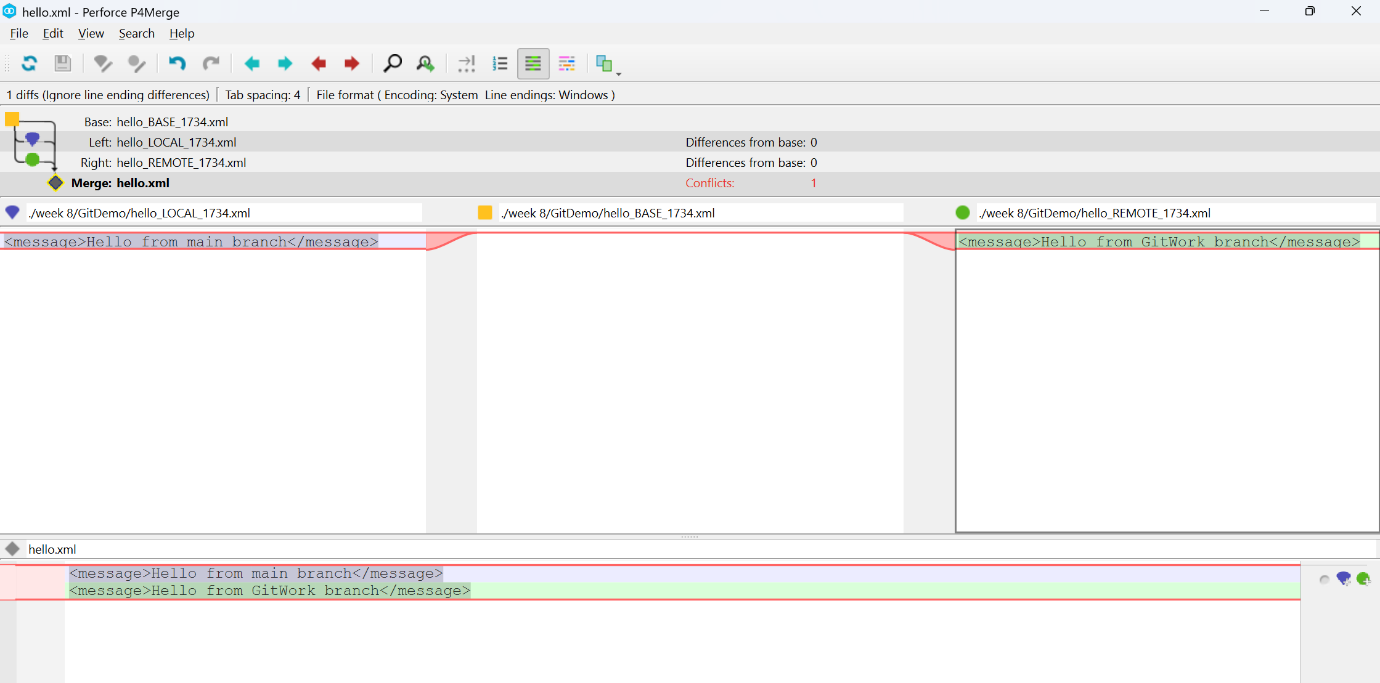 hello.xml - Perforce P4Merge
File Edit View Search Help
1 diffs (Ignore line ending differences) Tab spacing: 4 File format ( Encoding: System Line endings: Windows )
Base: hello_BASE_1734.xml
Left: hello_LOCAL_1734.xml Differences from base: 0
Right: hello_REMOTE_1734.xml Differences from base: 0
Merge: hello.xml Conflicts: 1
./week 8/GitDemo/hello_LOCAL_1734.xml ./week 8/GitDemo/hello_BASE_1734.xml ./week 8/GitDemo/hello_REMOTE_1734.xml
<message>Hello from main branch</message> <message>Hello from GitWork branch</message>
hello.xml
<message>Hello from main branch</message>
<message>Hello from GitWork branch</message>